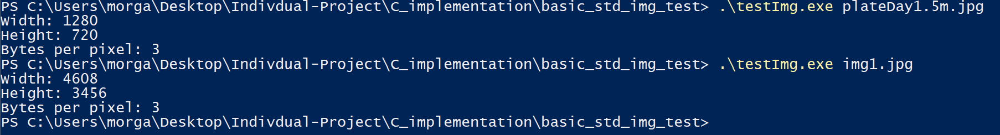 PS C:\Users\morga\Desktop\Indivdual-Project\C_implementation\basic_std_img_test> .\testImg.exe plateDay1.5m.jpg
Width: 1280
Height: 720
Bytes per pixel: 3
PS C:\Users\morga\Desktop\Indivdual-Project\C_implementation\basic_std_img_test> .\testImg.exe img1.jpg
Width: 4608
Height: 3456
Bytes per pixel: 3
PS C:\Users\morga\Desktop\Indivdual-Project\C_implementation\basic_std_img_test>